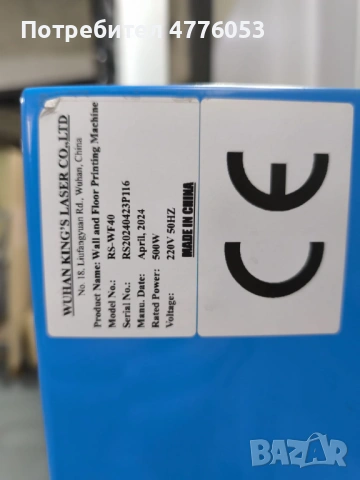 Потребител 4776053
WUHAN KING'S LASER CO.,LTD
No. 18, Liufangyuan Rd., Wuhan, China
Product Name: Wall and Floor Printing Machine
Model No.: RS-WF40
Serial No.: RS20240423P116
Manu. Date: April, 2024
Rated Power: 500W
Voltage: 220V 50HZ
MADE IN CHINA
CE
BAZAR
bg